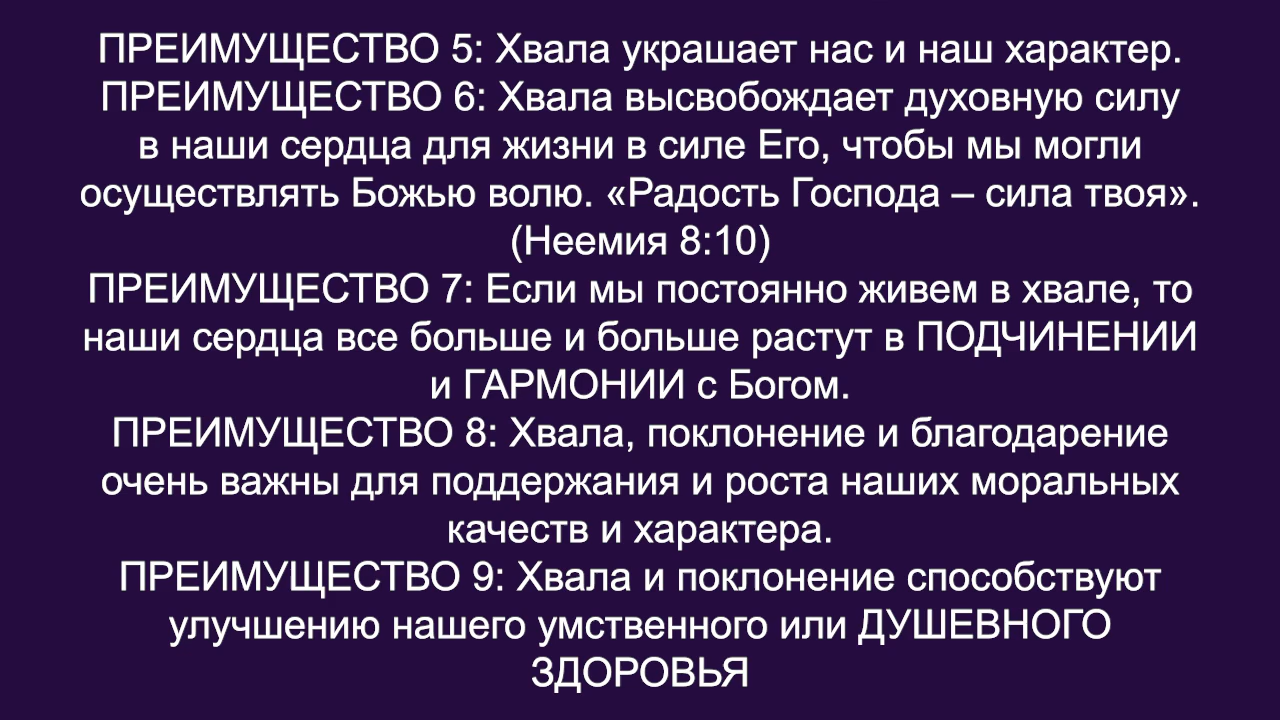 ПРЕИМУЩЕСТВО 5: Хвала украшает нас и наш характер.
ПРЕИМУЩЕСТВО 6: Хвала высвобождает духовную силу
в наши сердца для жизни в силе Его, чтобы мы могли
осуществлять Божью волю. «Радость Господа – сила твоя».
(Неемия 8:10)
ПРЕИМУЩЕСТВО 7: Если мы постоянно живем в хвале, то
наши сердца все больше и больше растут в ПОДЧИНЕНИИ
и ГАРМОНИИ с Богом.
ПРЕИМУЩЕСТВО 8: Хвала, поклонение и благодарение
очень важны для поддержания и роста наших моральных
качеств и характера.
ПРЕИМУЩЕСТВО 9: Хвала и поклонение способствуют
улучшению нашего умственного или ДУШЕВНОГО
ЗДОРОВЬЯ